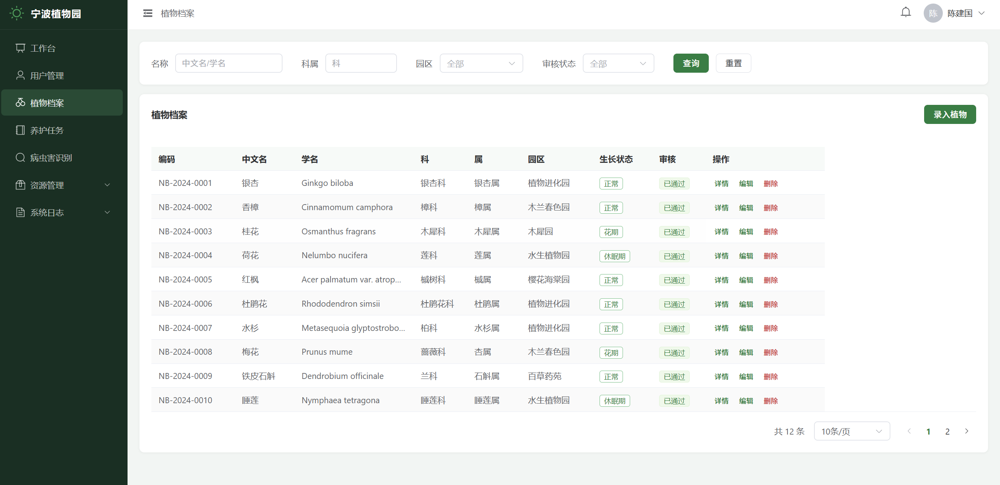 宁波植物园
植物档案
陈 陈建国
工作台
用户管理
植物档案
养护任务
病虫害识别
资源管理
系统日志
名称 中文名/学名 科属 科 园区 全部 审核状态 全部 查询 重置
植物档案 录入植物
编码 中文名 学名 科 属 园区 生长状态 审核 操作
NB-2024-0001 银杏 Ginkgo biloba 银杏科 银杏属 植物进化园 正常 已通过 详情 编辑 删除
NB-2024-0002 香樟 Cinnamomum camphora 樟科 樟属 木兰春色园 正常 已通过 详情 编辑 删除
NB-2024-0003 桂花 Osmanthus fragrans 木犀科 木犀属 木犀园 花期 已通过 详情 编辑 删除
NB-2024-0004 荷花 Nelumbo nucifera 莲科 莲属 水生植物园 休眠期 已通过 详情 编辑 删除
NB-2024-0005 红枫 Acer palmatum var. atrop... 槭树科 槭属 樱花海棠园 正常 已通过 详情 编辑 删除
NB-2024-0006 杜鹃花 Rhododendron simsii 杜鹃花科 杜鹃属 植物进化园 正常 已通过 详情 编辑 删除
NB-2024-0007 水杉 Metasequoia glyptostrobo... 柏科 水杉属 植物进化园 正常 已通过 详情 编辑 删除
NB-2024-0008 梅花 Prunus mume 蔷薇科 杏属 木兰春色园 花期 已通过 详情 编辑 删除
NB-2024-0009 铁皮石斛 Dendrobium officinale 兰科 石斛属 百草药苑 正常 已通过 详情 编辑 删除
NB-2024-0010 睡莲 Nymphaea tetragona 睡莲科 睡莲属 水生植物园 休眠期 已通过 详情 编辑 删除
共 12 条 10条/页 1 2